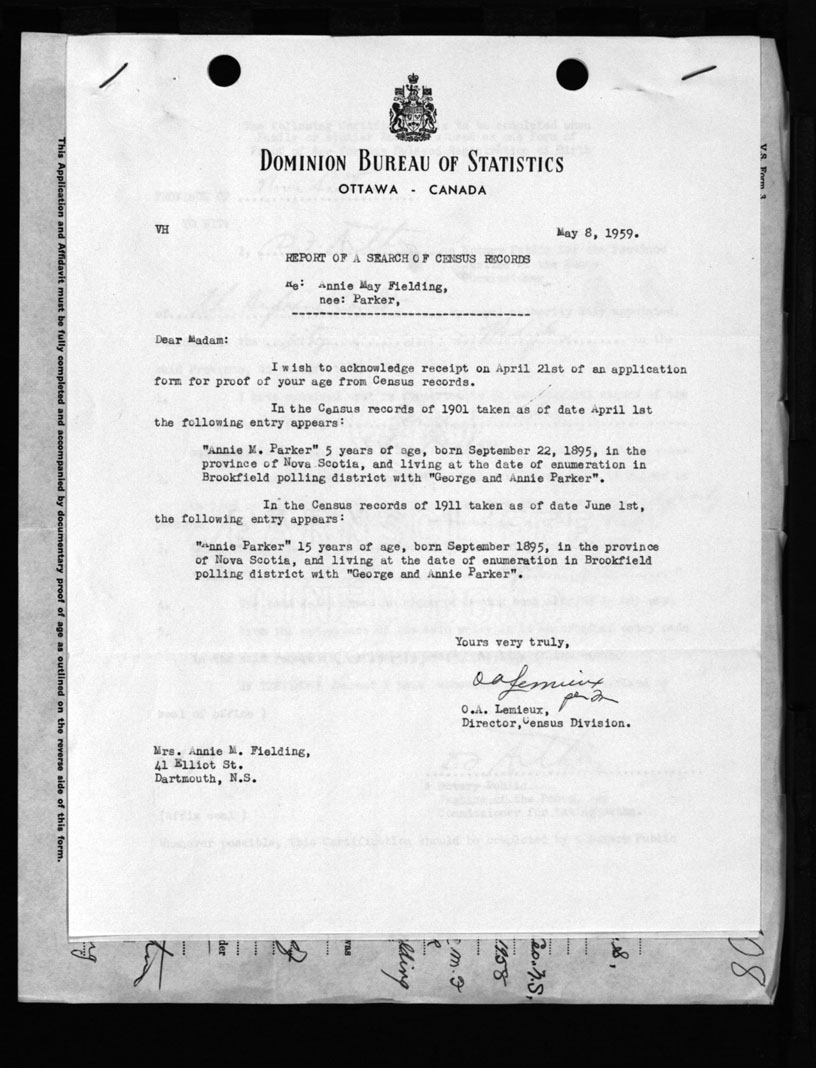 DOMINION BUREAU OF STATISTICS
OTTAWA - CANADA
VH
May 8, 1959.
REPORT OF A SEARCH OF CENSUS RECORDS
Re: Annie May Fielding,
nee: Parker,
Dear Madam:
I wish to acknowledge receipt on April 21st of an application
form for proof of your age from Census records.
In the Census records of 1901 taken as of date April 1st
the following entry appears:
"Annie M. Parker" 5 years of age, born September 22, 1895, in the
province of Nova Scotia, and living at the date of enumeration in
Brookfield polling district with "George and Annie Parker".
In the Census records of 1911 taken as of date June 1st,
the following entry appears:
"Annie Parker" 15 years of age, born September 1895, in the province
of Nova Scotia, and living at the date of enumeration in Brookfield
polling district with "George and Annie Parker".
Yours very truly,
O A Lemieux
per
O.A. Lemieux,
Director, Census Division.
Mrs. Annie M. Fielding,
41 Elliot St.
Dartmouth, N.S.
This Application and Affidavit must be fully completed and accompanied by documentary proof of age as outlined on the reverse side of this form.
V.S. Form 3
der
was
lding
1958
Co. N.S.